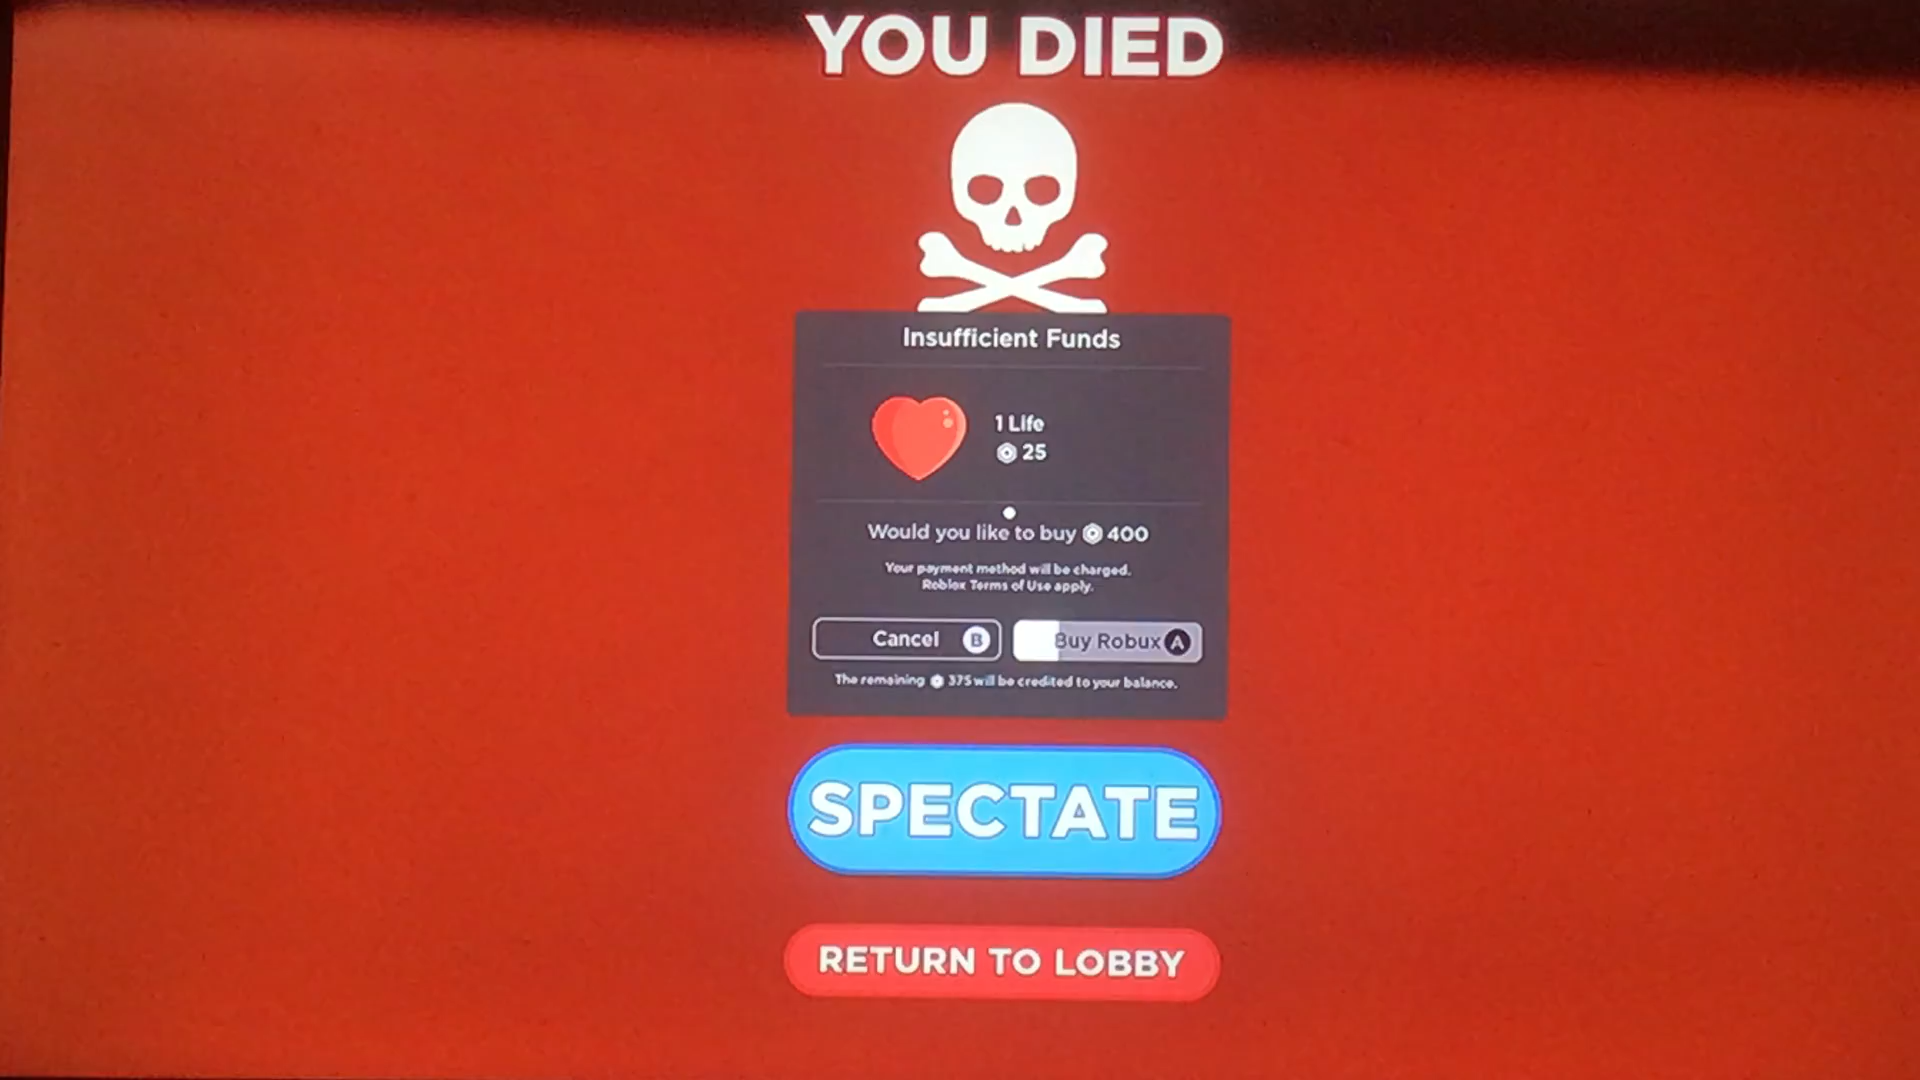 YOU DIED
Insufficient Funds
1 Life
25
Would you like to buy 400
Your payment method will be charged.
Roblox Terms of Use apply.
Cancel B
Buy Robux A
The remaining 375 will be credited to your balance.
SPECTATE
RETURN TO LOBBY